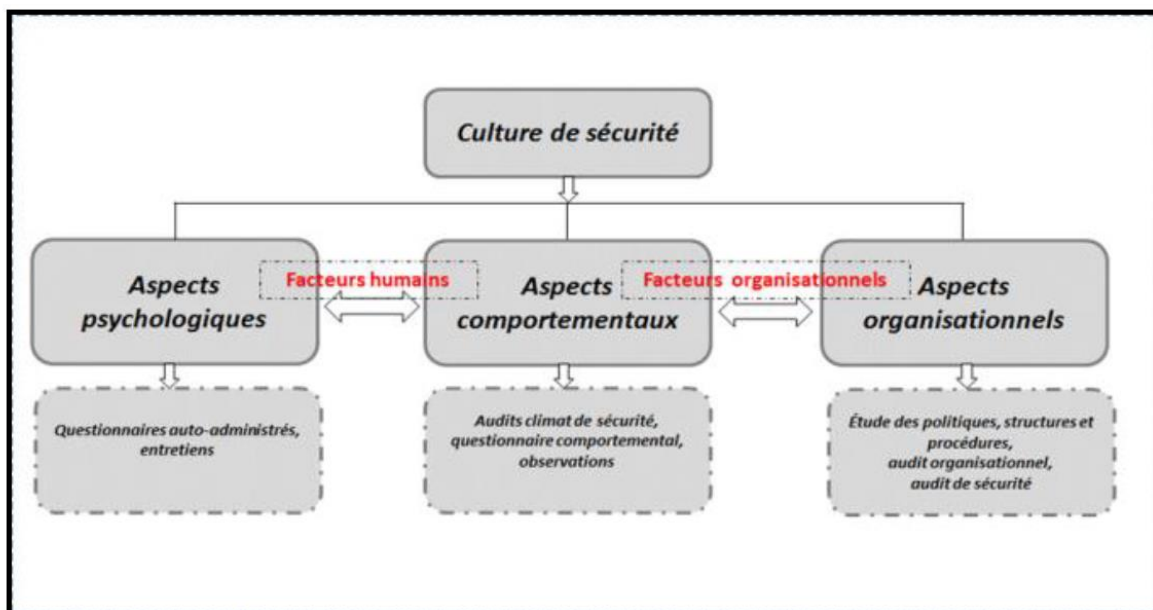 Culture de sécurité
Aspects
psychologiques
Facteurs humains
Aspects
comportementaux
Facteurs organisationnels
Aspects
organisationnels
Questionnaires auto-administrés,
entretiens
Audits climat de sécurité,
questionnaire comportemental,
observations
Étude des politiques, structures et
procédures,
audit organisationnel,
audit de sécurité